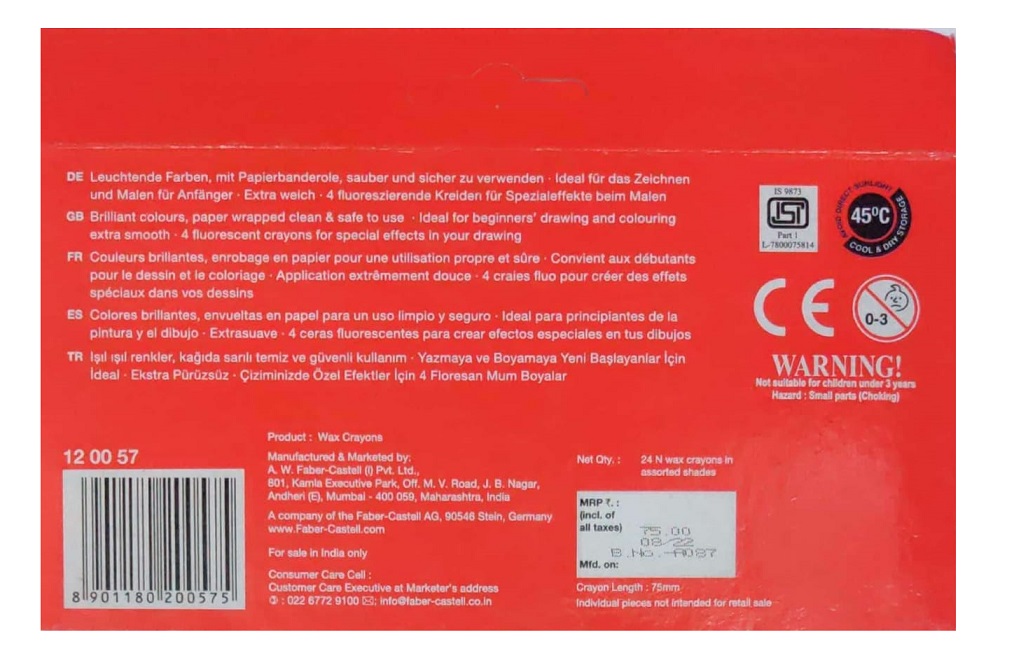 DE Leuchtende Farben, mit Papierbanderole, sauber und sicher zu verwenden · Ideal für das Zeichnen
und Malen für Anfänger · Extra weich · 4 fluoreszierende Kreiden für Spezialeffekte beim Malen
GB Brilliant colours, paper wrapped clean & safe to use · Ideal for beginners' drawing and colouring
extra smooth · 4 fluorescent crayons for special effects in your drawing
FR Couleurs brillantes, enrobage en papier pour une utilisation propre et sûre · Convient aux débutants
pour le dessin et le coloriage · Application extrêmement douce · 4 craies fluo pour créer des effets
spéciaux dans vos dessins
ES Colores brillantes, envueltas en papel para un uso limpio y seguro · Ideal para principiantes de la
pintura y el dibujo · Extrasuave · 4 ceras fluorescentes para crear efectos especiales en tus dibujos
TR Işıl ışıl renkler, kağıda sarılı temiz ve güvenli kullanım · Yazmaya ve Boyamaya Yeni Başlayanlar İçin
İdeal · Ekstra Pürüzsüz · Çiziminizde Özel Efektler İçin 4 Floresan Mum Boyalar
IS 9873
ISI
Part 1
L-7800075814
AVOID DIRECT SUNLIGHT
45°C
COOL & DRY STORAGE
CE
0-3
WARNING!
Not suitable for children under 3 years
Hazard : Small parts (Choking)
12 00 57
8 901180 200575
Product : Wax Crayons
Manufactured & Marketed by:
A. W. Faber-Castell (I) Pvt. Ltd.,
801, Kamla Executive Park, Off. M. V. Road, J. B. Nagar,
Andheri (E), Mumbai - 400 059, Maharashtra, India
A company of the Faber-Castell AG, 90546 Stein, Germany
www.Faber-Castell.com
For sale in India only
Consumer Care Cell :
Customer Care Executive at Marketer's address
✆ : 022 6772 9100 ✉: info@faber-castell.co.in
Net Qty. : 24 N wax crayons in
assorted shades
MRP ₹. :
(incl. of
all taxes) 75.00
08/22
B.No.-A087
Mfd. on:
Crayon Length : 75mm
Individual pieces not intended for retail sale